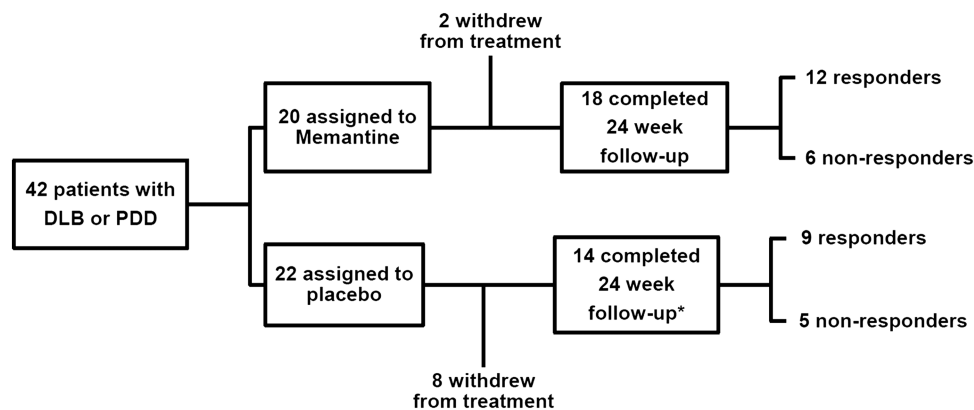 42 patients with
DLB or PDD
20 assigned to
Memantine
2 withdrew
from treatment
18 completed
24 week
follow-up
12 responders
6 non-responders
22 assigned to
placebo
8 withdrew
from treatment
14 completed
24 week
follow-up*
9 responders
5 non-responders